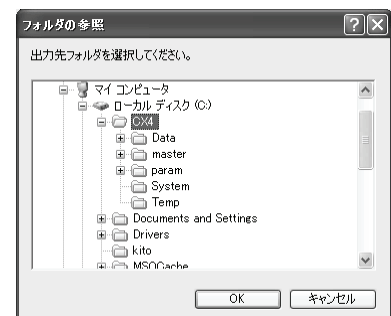 フォルダの参照
出力先フォルダを選択してください。
マイ コンピュータ
ローカル ディスク (C:)
CX4
Data
master
param
System
Temp
Documents and Settings
Drivers
kito
MSOCache
OK
キャンセル